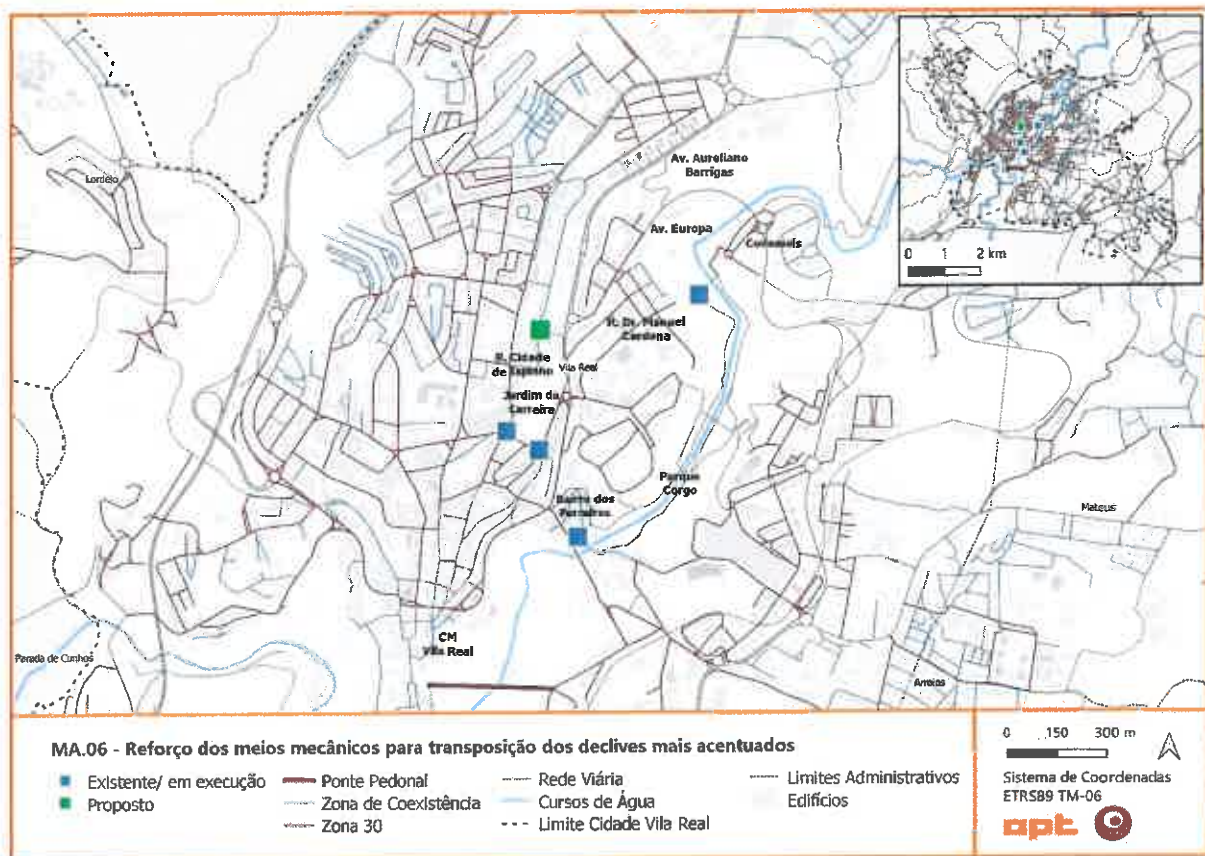 Av. Aureliano
Barrigas
Lordelo
Av. Europa
Codessais
0 1 2 km
R. Dr. Manuel
Cardona
R. Cidade
de Espinho
Vila Real
Jardim da
Carreira
Parque
Corgo
Bairro dos
Ferreiros
Mateus
CM
Vila Real
Parada de Cunhos
Arroios
MA.06 - Reforço dos meios mecânicos para transposição dos declives mais acentuados
Existente/ em execução
Proposto
Ponte Pedonal
Zona de Coexistência
Zona 30
Rede Viária
Cursos de Água
Limite Cidade Vila Real
Limites Administrativos
Edifícios
0 150 300 m
Sistema de Coordenadas
ETRS89 TM-06
apt